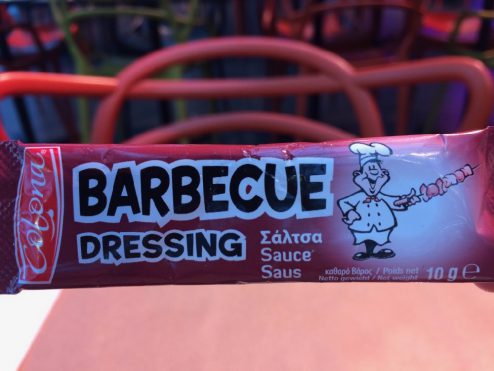 Colona
BARBECUE
DRESSING
Σάλτσα
Sauce
Saus
καθαρό Βάρος / Poids net
Netto gewicht / Net weight
10 g ℮